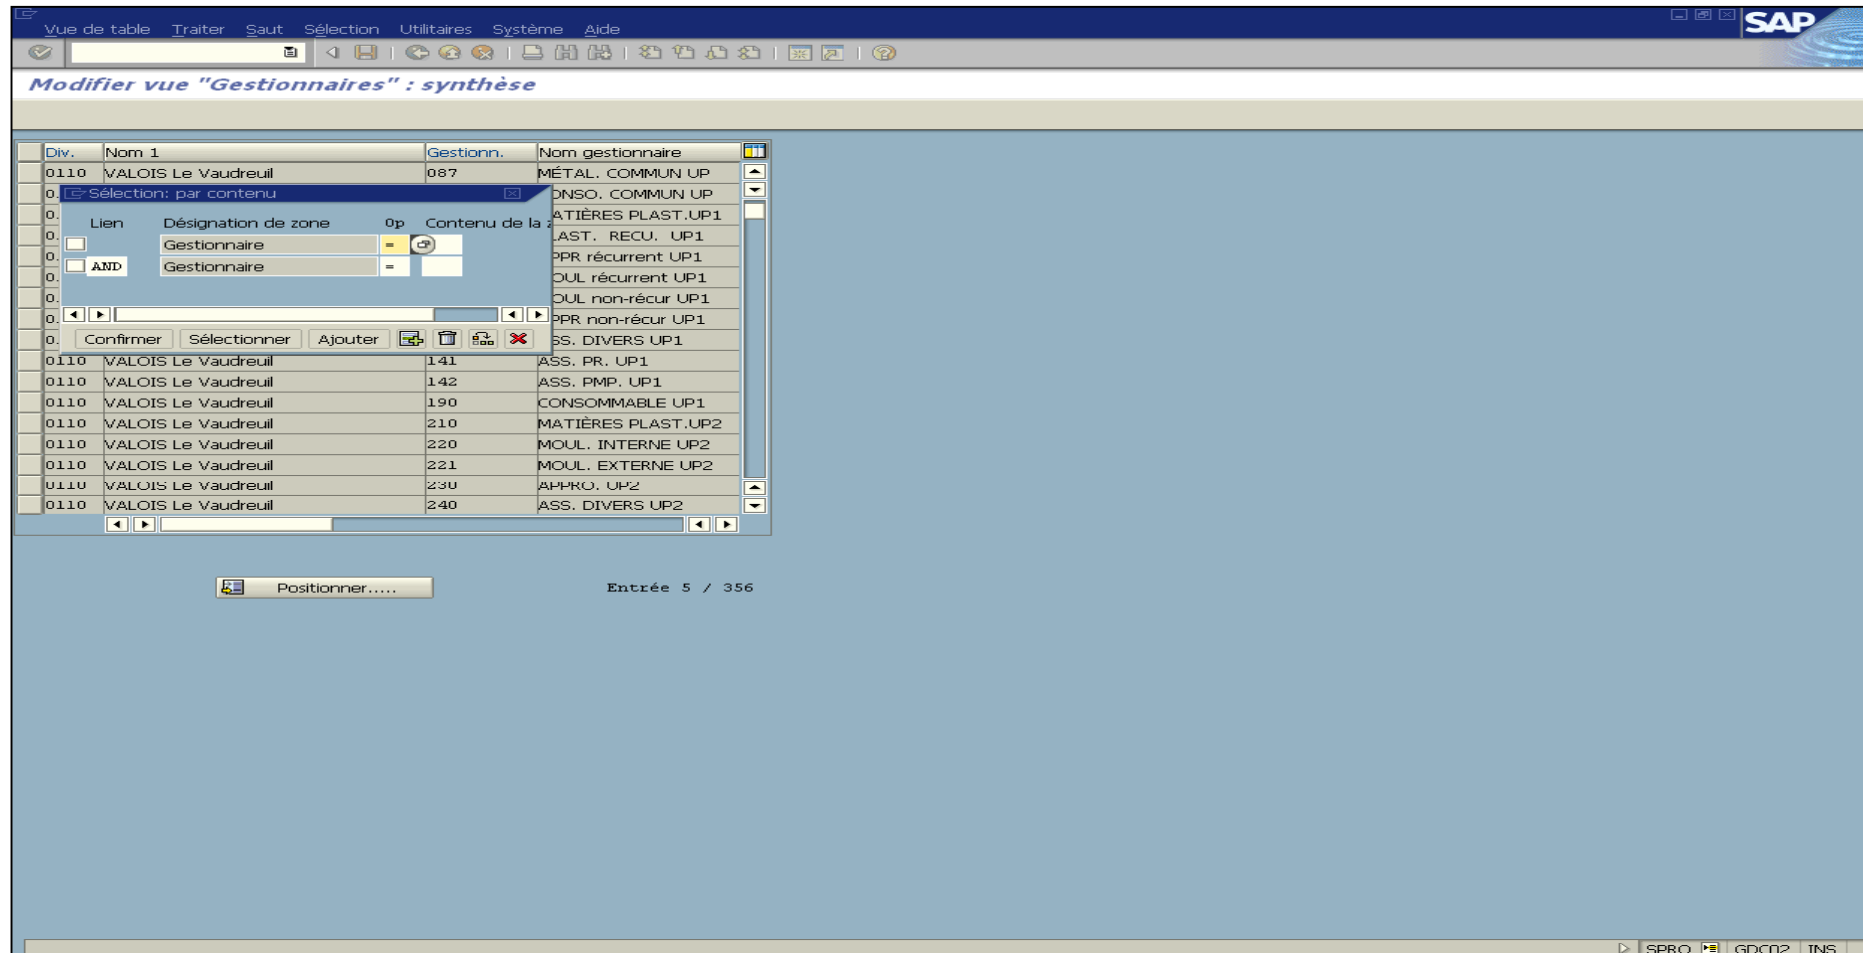 Vue de table Traiter Saut Sélection Utilitaires Système Aide
SAP
Modifier vue "Gestionnaires" : synthèse
Div. Nom 1 Gestionn. Nom gestionnaire
0110 VALOIS Le Vaudreuil 087 MÉTAL. COMMUN UP
Sélection: par contenu
ONSO. COMMUN UP
ATIÈRES PLAST.UP1
Lien Désignation de zone Op Contenu de la
LAST. RECU. UP1
Gestionnaire =
PPR récurrent UP1
AND Gestionnaire =
OUL récurrent UP1
OUL non-récur UP1
PPR non-récur UP1
Confirmer Sélectionner Ajouter
SS. DIVERS UP1
0110 VALOIS Le Vaudreuil 141 ASS. PR. UP1
0110 VALOIS Le Vaudreuil 142 ASS. PMP. UP1
0110 VALOIS Le Vaudreuil 190 CONSOMMABLE UP1
0110 VALOIS Le Vaudreuil 210 MATIÈRES PLAST.UP2
0110 VALOIS Le Vaudreuil 220 MOUL. INTERNE UP2
0110 VALOIS Le Vaudreuil 221 MOUL. EXTERNE UP2
0110 VALOIS Le Vaudreuil 230 APPRO. UP2
0110 VALOIS Le Vaudreuil 240 ASS. DIVERS UP2
Positionner..... Entrée 5 / 356
SPRO GDC02 INS